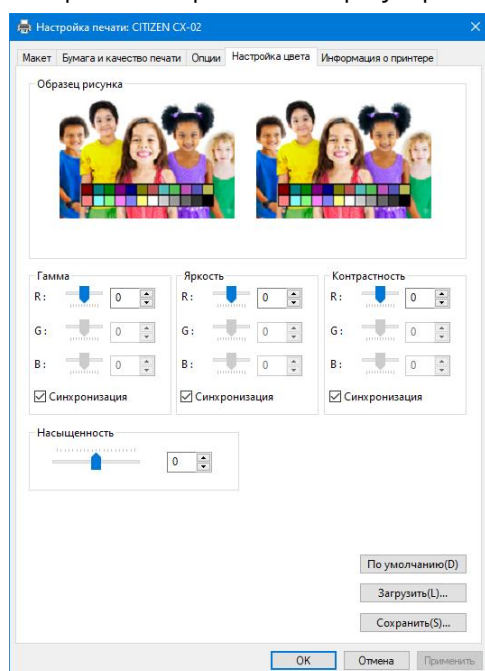 Настройка печати: CITIZEN CX-02
Макет Бумага и качество печати Опции Настройка цвета Информация о принтере
Образец рисунка
Гамма Яркость Контрастность
R: 0 R: 0 R: 0
G: 0 G: 0 G: 0
B: 0 B: 0 B: 0
Синхронизация Синхронизация Синхронизация
Насыщенность
0
По умолчанию(D)
Загрузить(L)...
Сохранить(S)...
OK Отмена Применить